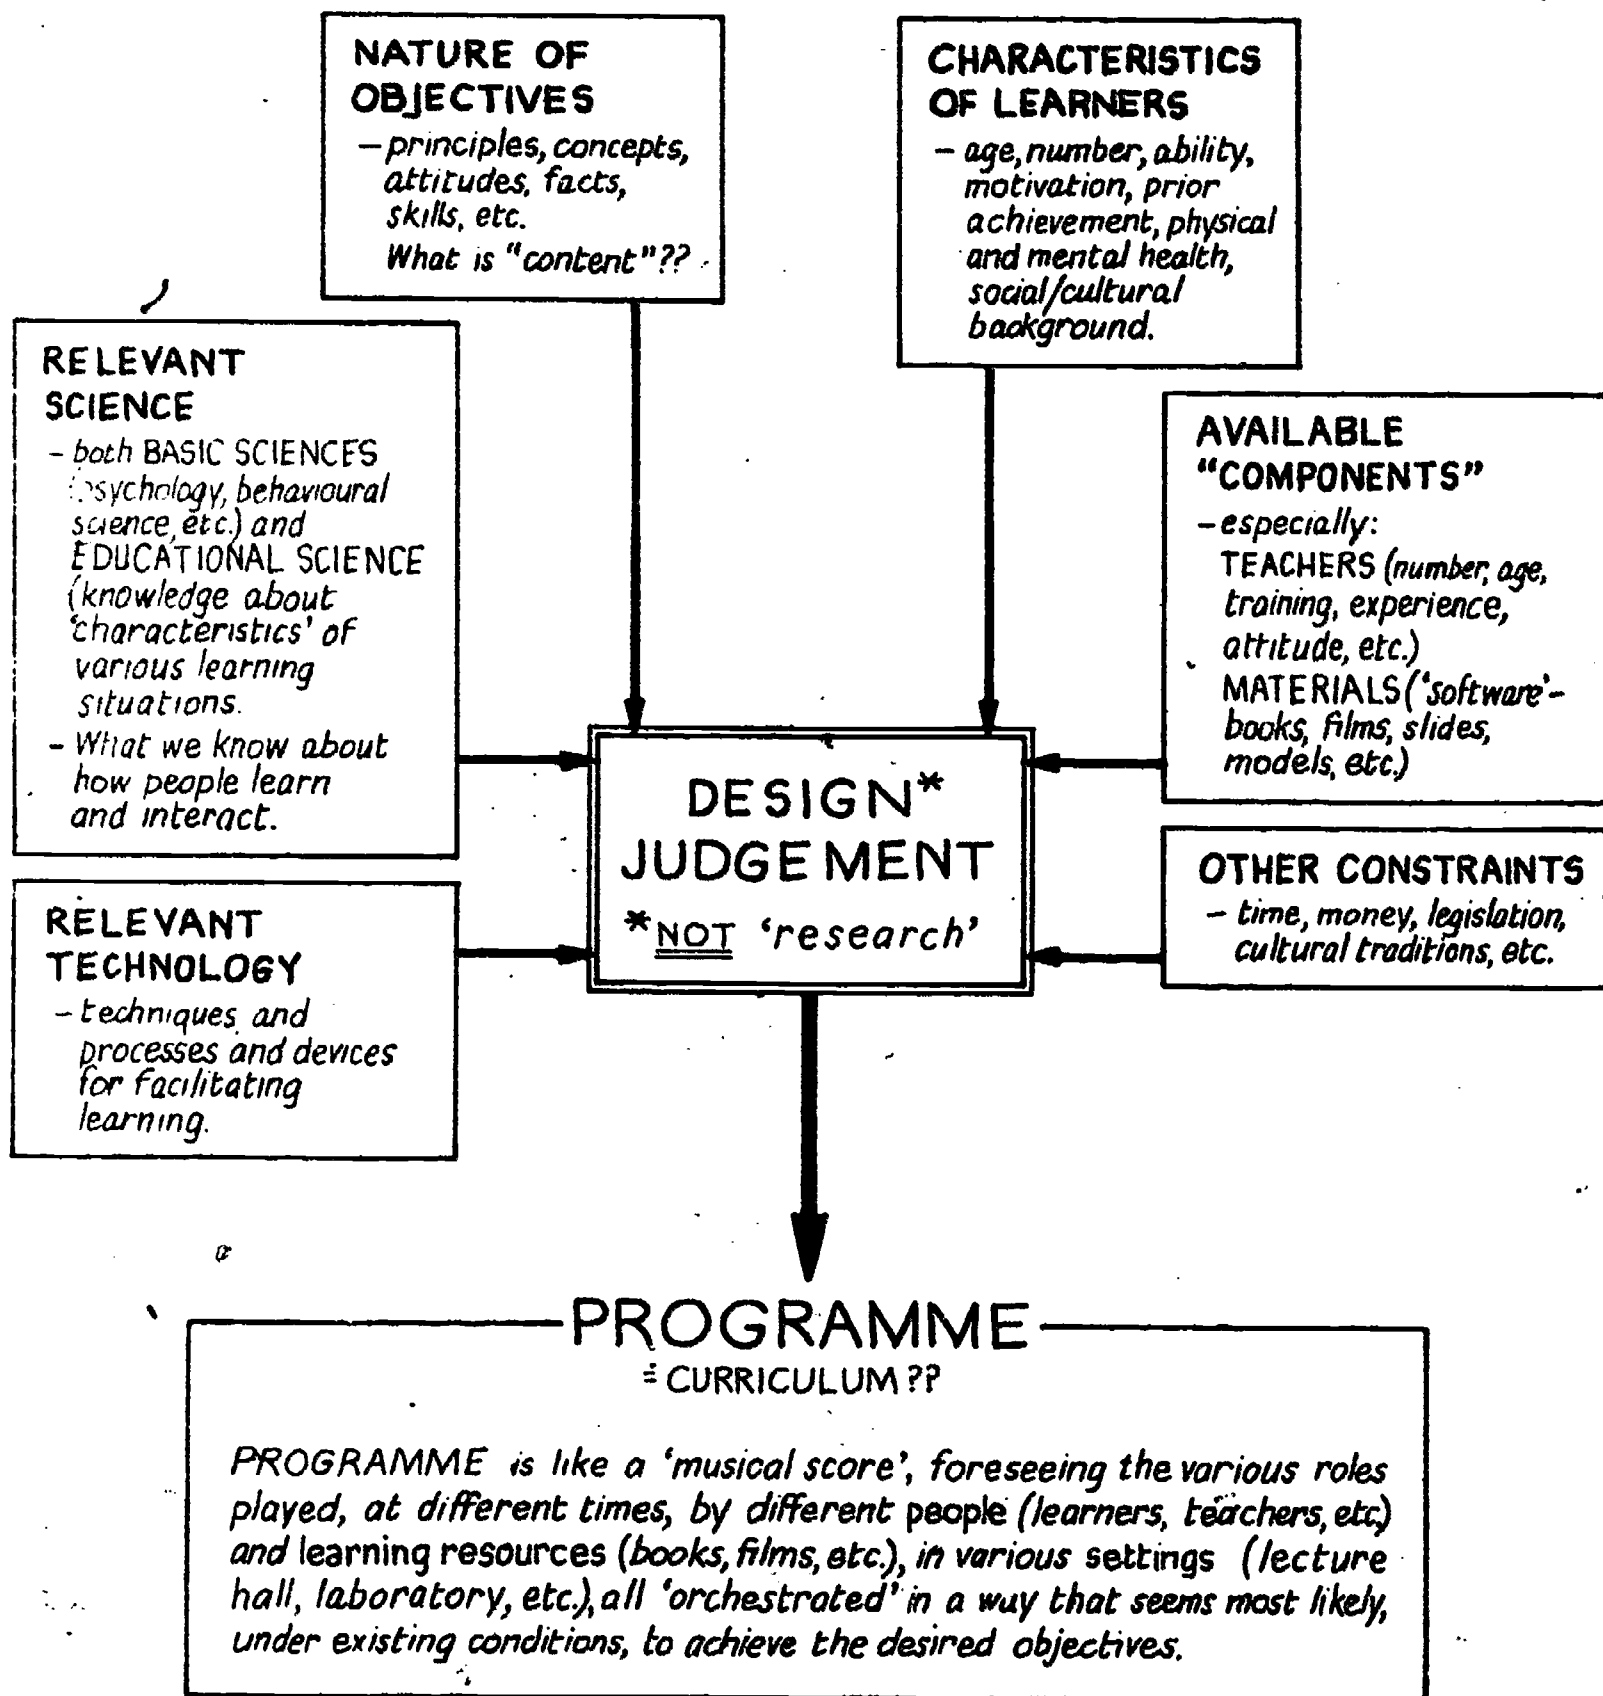 NATURE OF
OBJECTIVES
– principles, concepts,
attitudes, facts,
skills, etc.
What is "content"??
CHARACTERISTICS
OF LEARNERS
– age, number, ability,
motivation, prior
achievement, physical
and mental health,
social/cultural
background.
RELEVANT
SCIENCE
– both BASIC SCIENCES
(psychology, behavioural
science, etc.) and
EDUCATIONAL SCIENCE
(knowledge about
'characteristics' of
various learning
situations.
– What we know about
how people learn
and interact.
AVAILABLE
"COMPONENTS"
– especially:
TEACHERS (number, age,
training, experience,
attitude, etc.)
MATERIALS ('software'–
books, films, slides,
models, etc.)
DESIGN*
JUDGEMENT
*NOT 'research'
RELEVANT
TECHNOLOGY
– techniques and
processes and devices
for facilitating
learning.
OTHER CONSTRAINTS
– time, money, legislation,
cultural traditions, etc.
PROGRAMME
= CURRICULUM??
PROGRAMME is like a 'musical score', foreseeing the various roles
played, at different times, by different people (learners, teachers, etc)
and learning resources (books, films, etc.), in various settings (lecture
hall, laboratory, etc.), all 'orchestrated' in a way that seems most likely,
under existing conditions, to achieve the desired objectives.